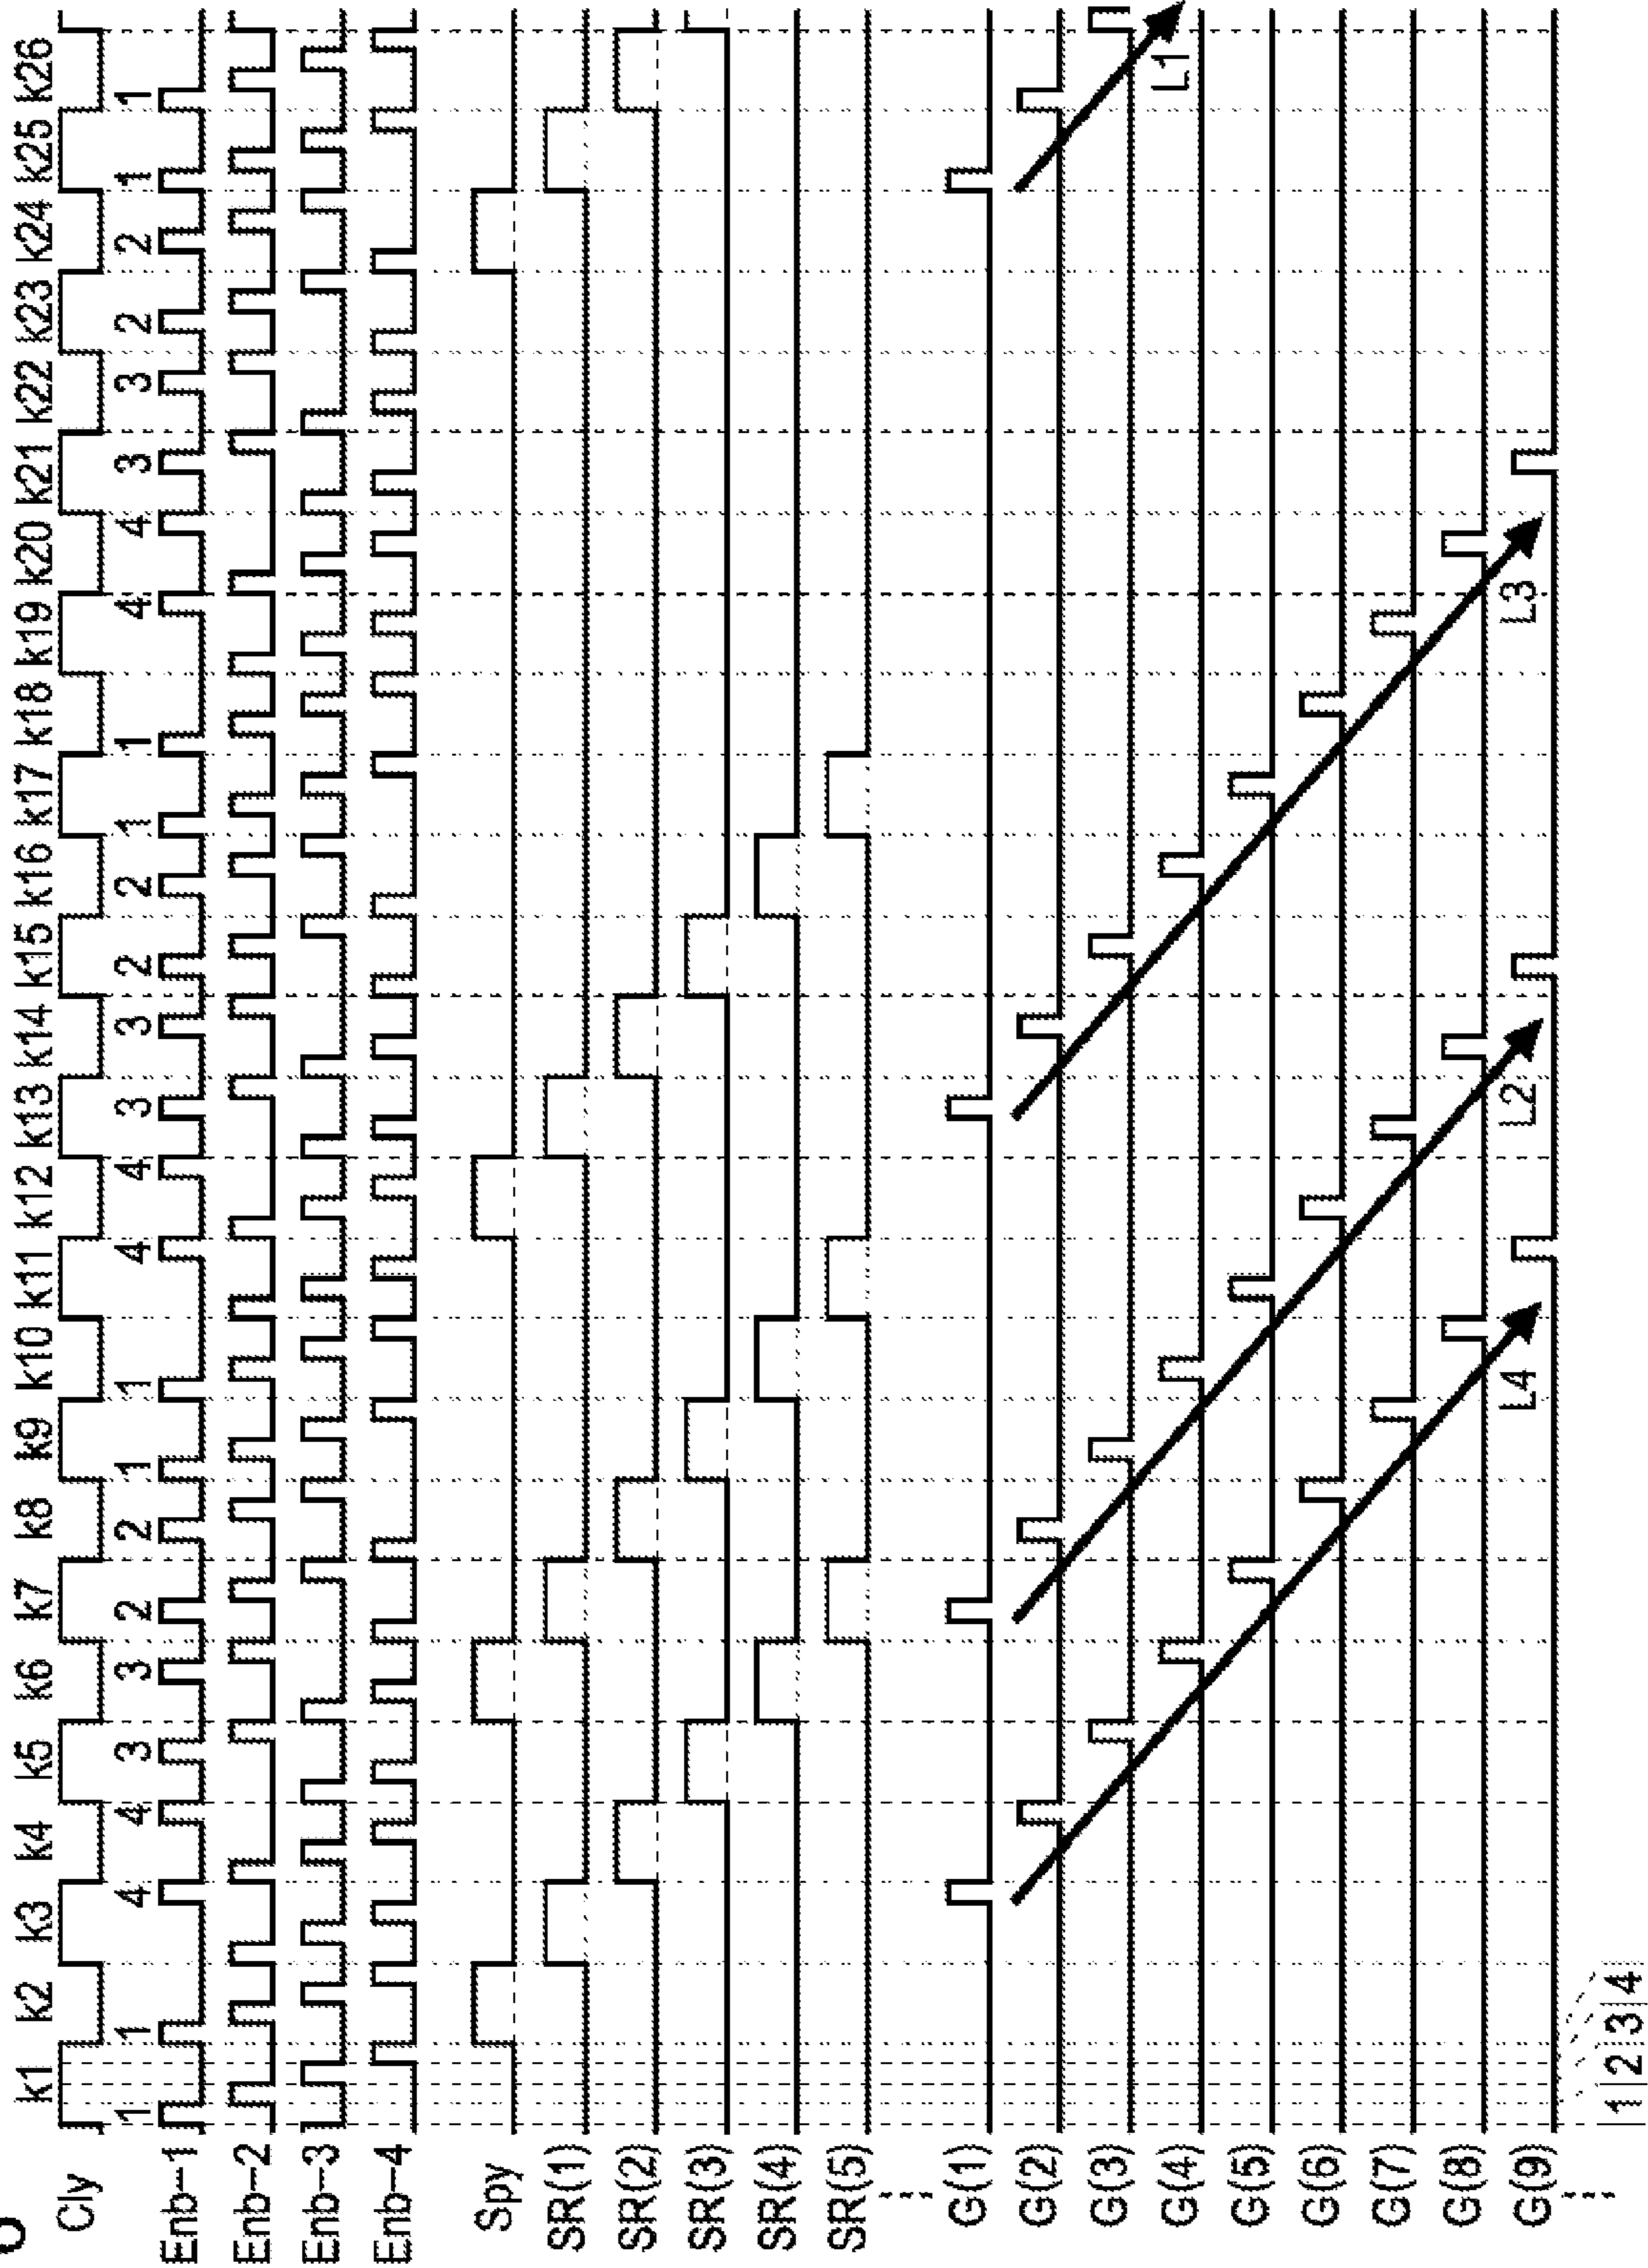 k1 k2 k3 k4 k5 k6 k7 k8 k9 k10 k11 k12 k13 k14 k15 k16 k17 k18 k19 k20 k21 k22 k23 k24 k25 k26
Cly
1 1 4 4 3 3 2 2 1 1 4 4 3 3 2 2 1 1 4 4 3 3 2 2 1 1
Enb-1
Enb-2
Enb-3
Enb-4
Spy
SR(1)
SR(2)
SR(3)
SR(4)
SR(5)
G(1)
G(2)
G(3)
G(4)
L1
G(5)
G(6)
G(7)
G(8)
G(9)
L4 L2 L3
1 2 3 4